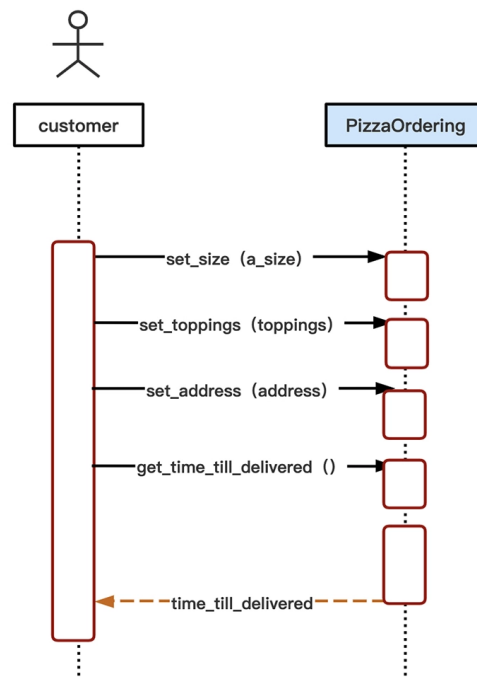 customer
PizzaOrdering
set_size（a_size）
set_toppings（toppings）
set_address（address）
get_time_till_delivered（）
time_till_delivered